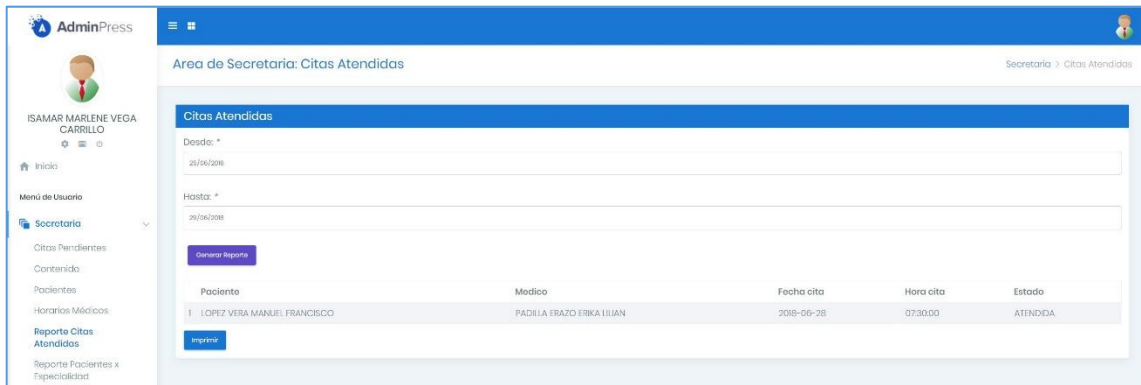 AdminPress
ISAMAR MARLENE VEGA
CARRILLO
Inicio
Menú de Usuario
Secretaria
Citas Pendientes
Contenido
Pacientes
Horarios Médicos
Reporte Citas
Atendidas
Reporte Pacientes x
Especialidad
Area de Secretaria: Citas Atendidas
Secretaria > Citas Atendidas
Citas Atendidas
Desde: *
Hasta: *
29/06/2018
Generar Reporte
Paciente Medico Fecha cita Hora cita Estado
1 LOPEZ VERA MANUEL FRANCISCO PADILLA ERAZO ERIKA LILIAN 2018-06-28 07:30:00 ATENDIDA
Imprimir